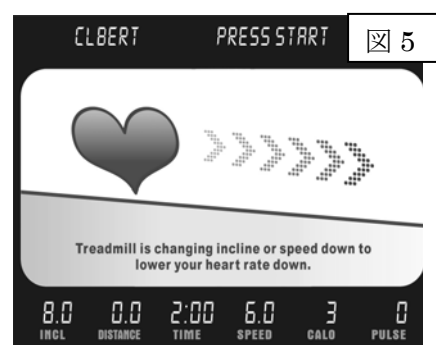 CLBERT PRESS START
図 5
Treadmill is changing incline or speed down to
lower your heart rate down.
8.0 0.0 2:00 6.0 3 0
INCL DISTANCE TIME SPEED CALO PULSE